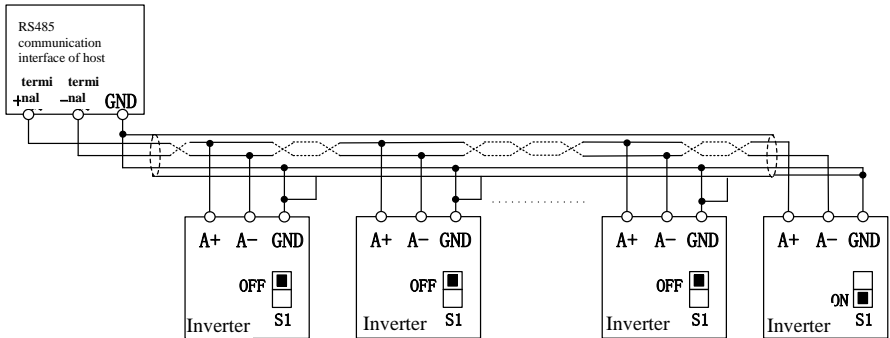 RS485
communication
interface of host
termi termi
+nal –nal GND
A+ A- GND A+ A- GND A+ A- GND A+ A- GND
OFF OFF OFF ON
S1 S1 S1 S1
Inverter Inverter Inverter Inverter